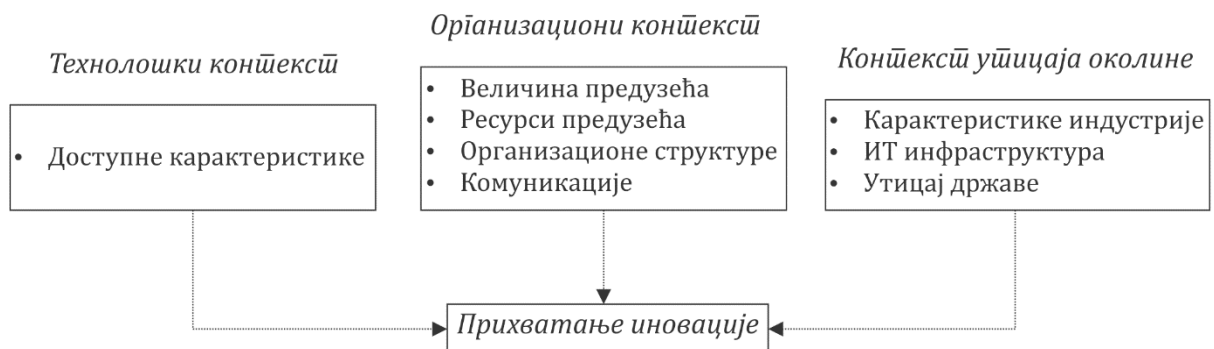 Технолошки контекст
• Доступне карактеристике
Организациони контекст
• Величина предузећа
• Ресурси предузећа
• Организационе структуре
• Комуникације
Контекст утицаја околине
• Карактеристике индустрије
• ИТ инфраструктура
• Утицај државе
Прихватање иновације